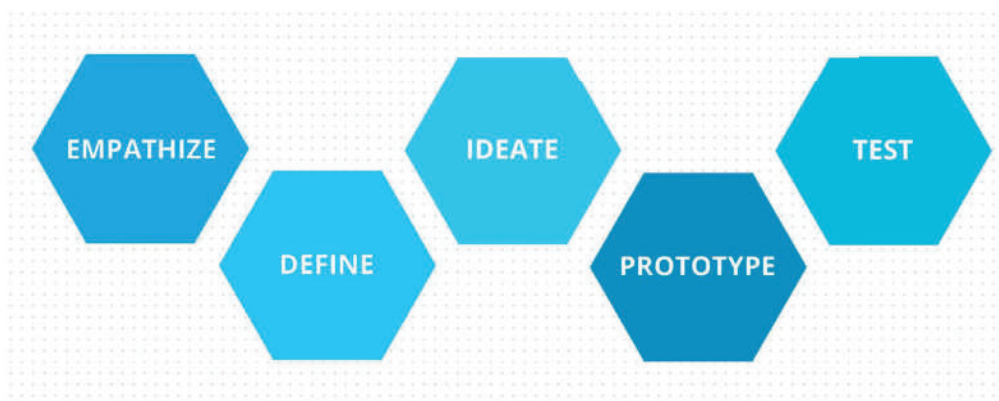 EMPATHIZE
DEFINE
IDEATE
PROTOTYPE
TEST